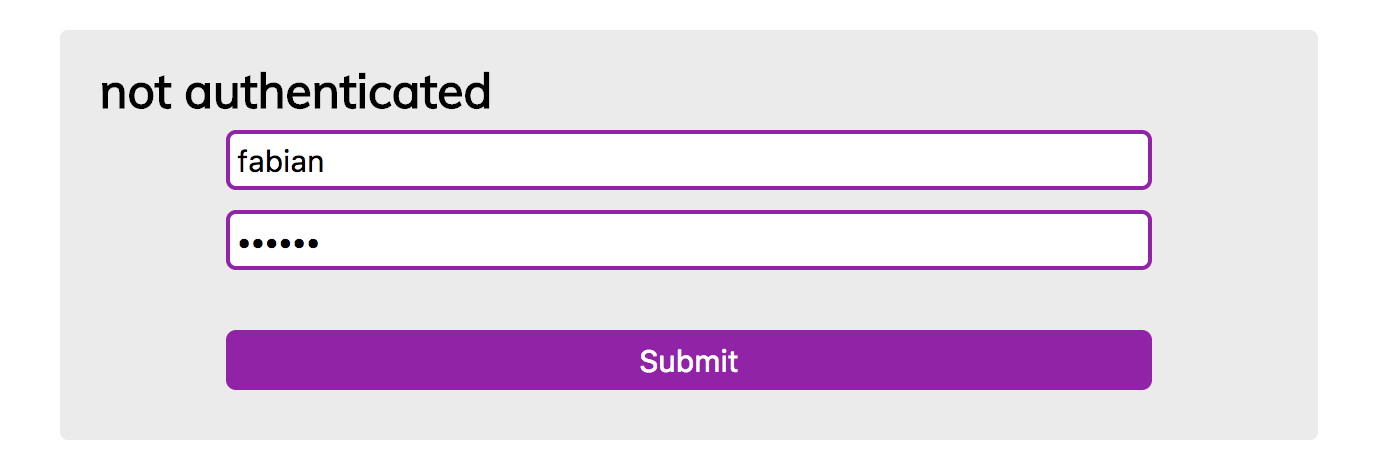 not authenticated
fabian
••••••
Submit